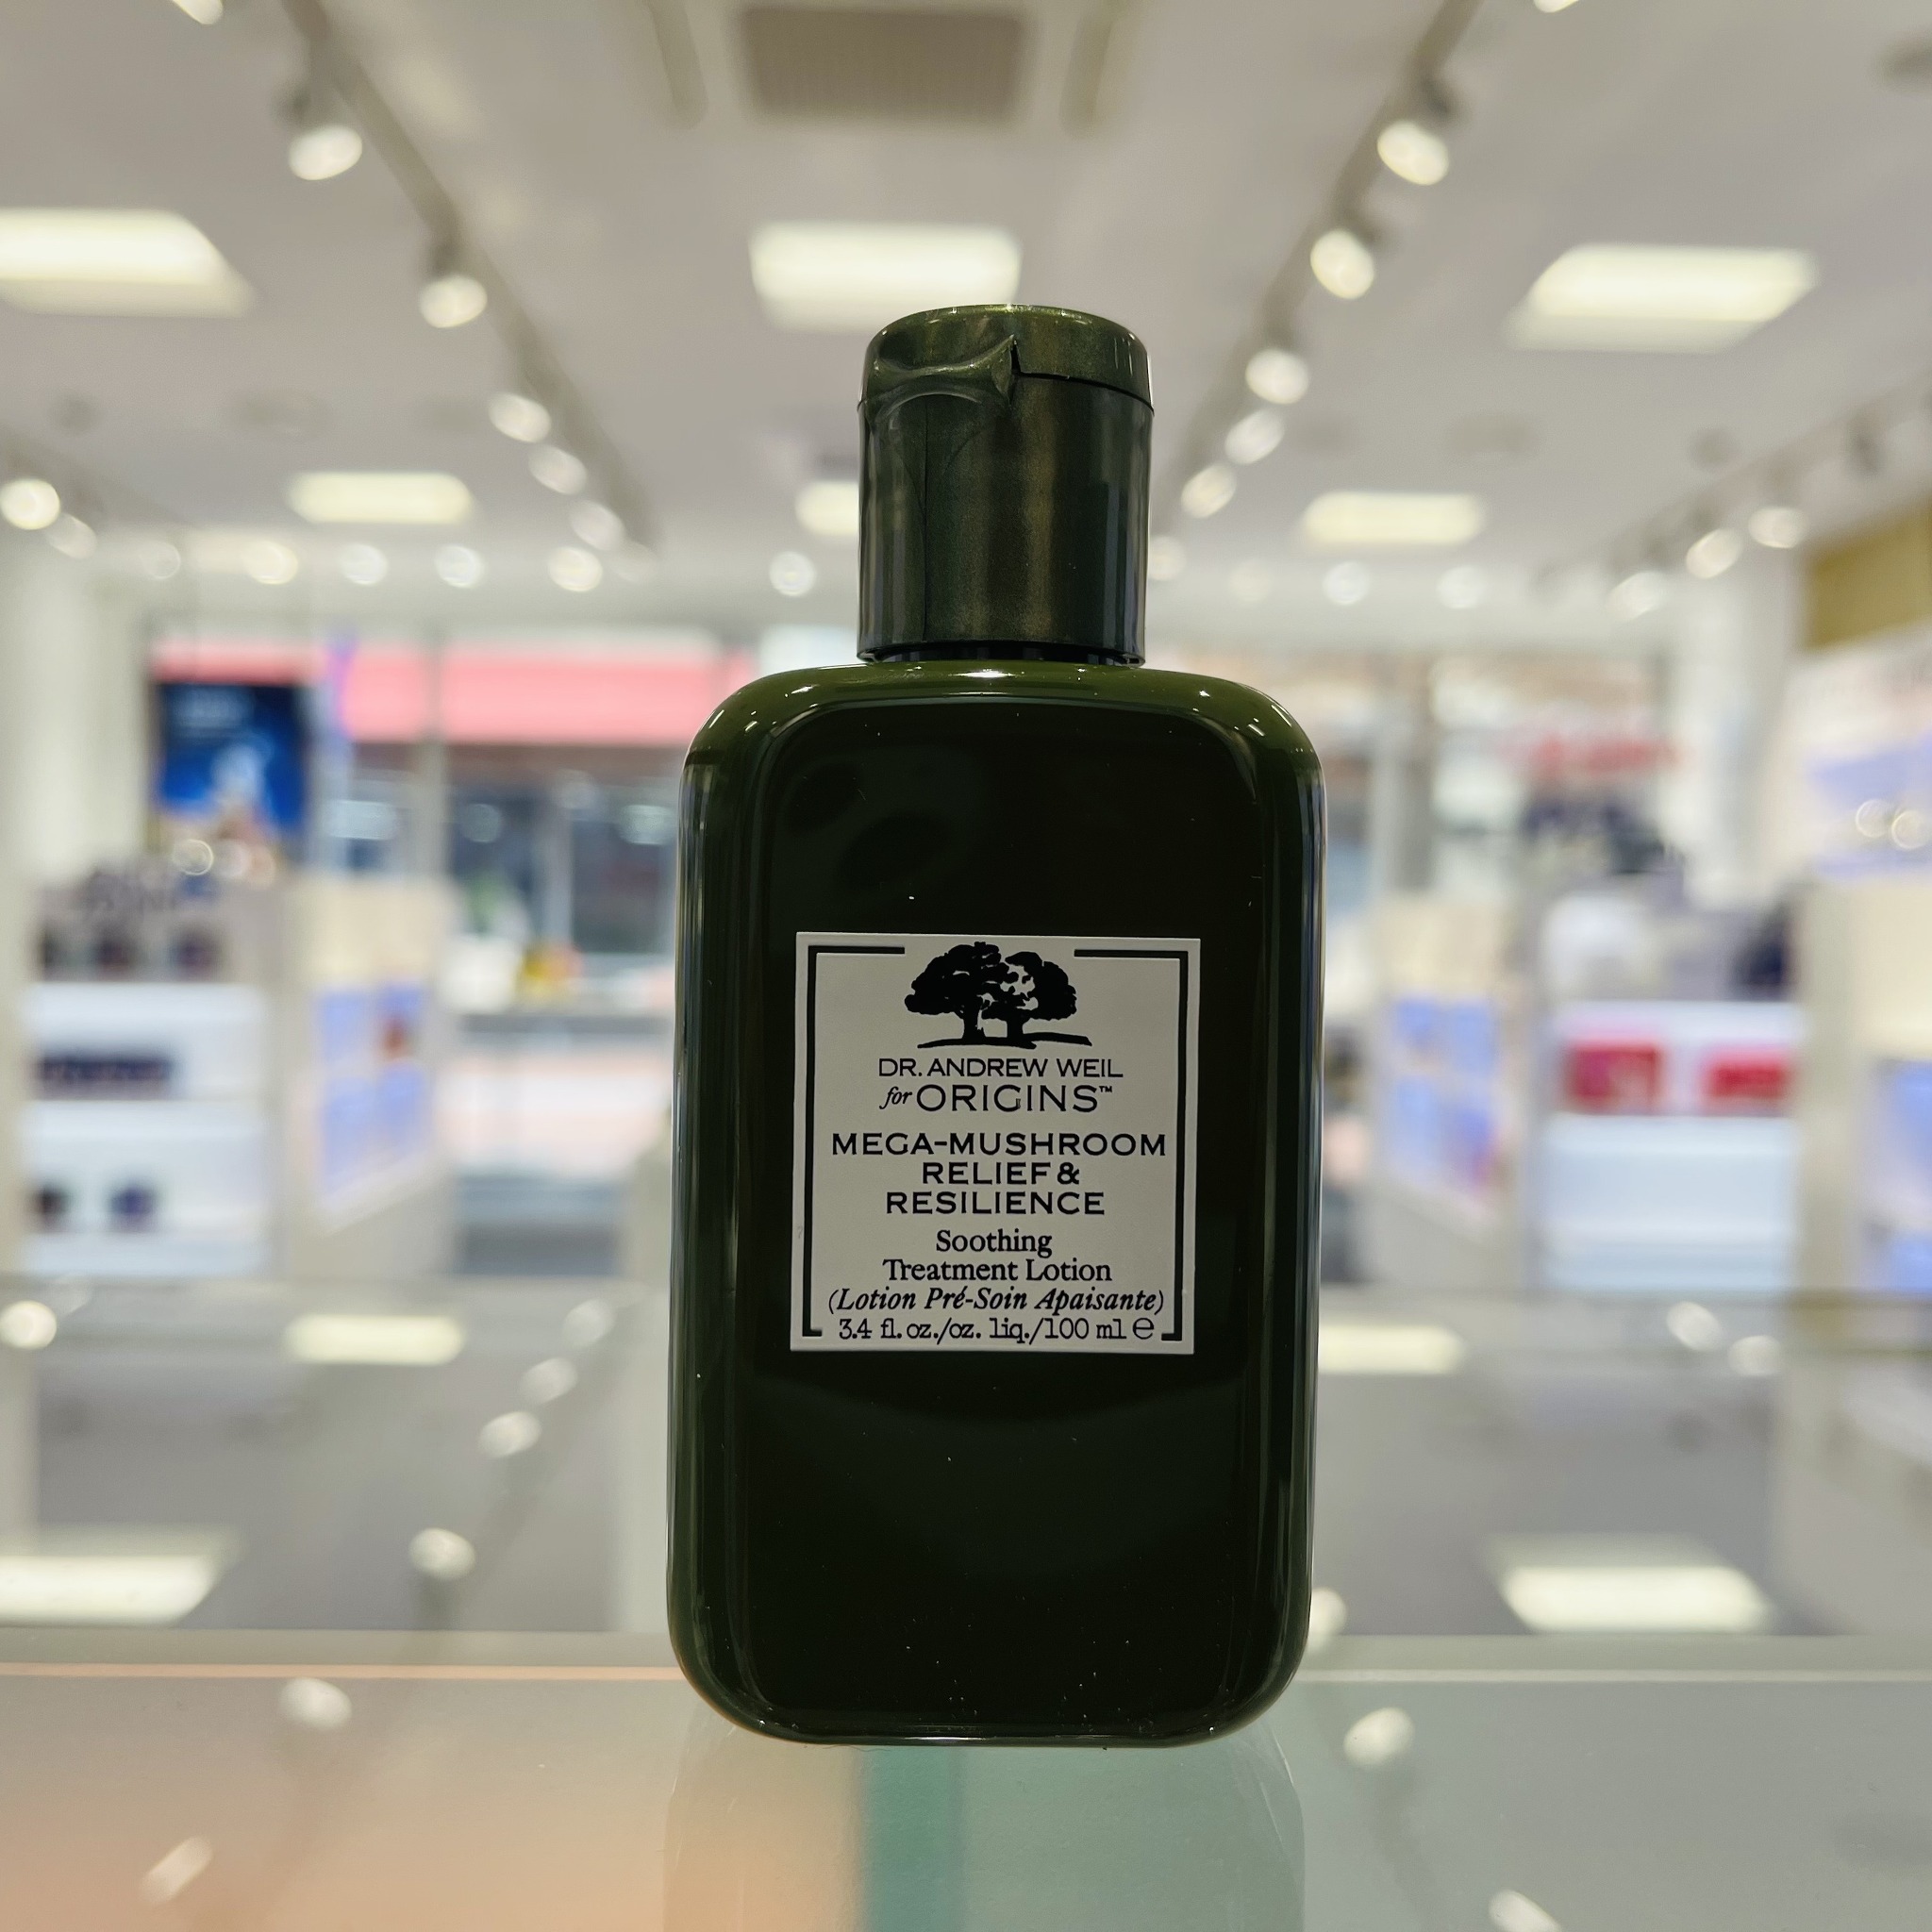 DR. ANDREW WEIL
for ORIGINS™
MEGA-MUSHROOM
RELIEF &
RESILIENCE
Soothing
Treatment Lotion
(Lotion Pré-Soin Apaisante)
3.4 fl. oz./oz. liq./100 ml ℮